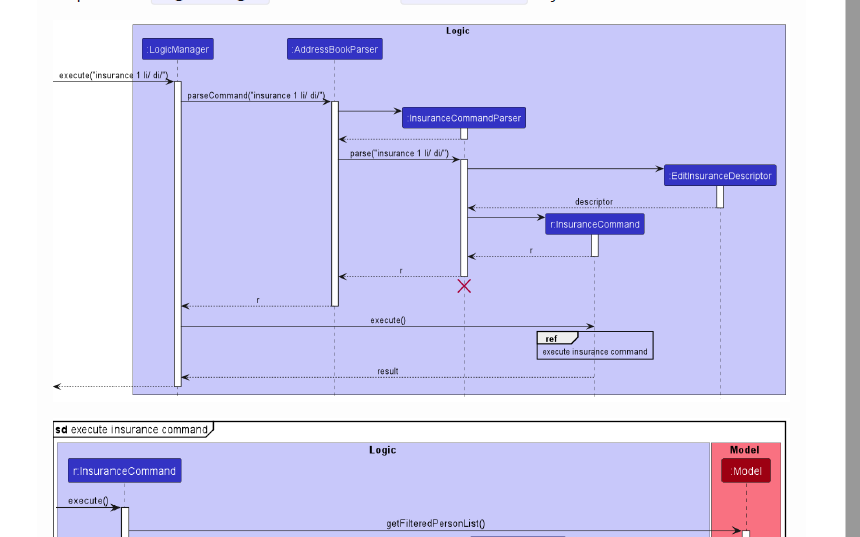 Logic
:LogicManager
:AddressBookParser
execute("insurance 1 li/ di/")
parseCommand("insurance 1 li/ di/")
:InsuranceCommandParser
parse("insurance 1 li/ di/")
:EditInsuranceDescriptor
descriptor
r:InsuranceCommand
r
r
r
execute()
ref
execute insurance command
result
sd execute insurance command
Logic
Model
r:InsuranceCommand
:Model
execute()
getFilteredPersonList()